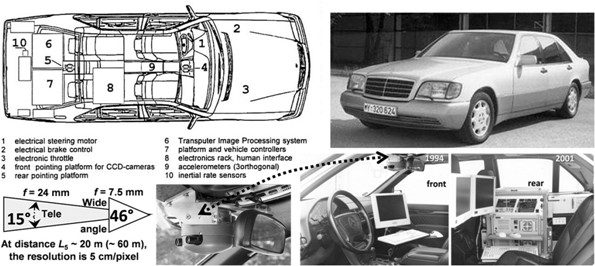 10
6
5
7
8
9
1
4
2
3
1 electrical steering motor
2 electrical brake control
3 electronic throttle
4 front pointing platform for CCD-cameras
5 rear pointing platform
6 Transputer Image Processing system
7 platform and vehicle controllers
8 electronics rack, human interface
9 accelerometers (3orthogonal)
10 inertial rate sensors
f = 24 mm f = 7.5 mm
Wide
15° Tele 46°
angle
At distance L5 ~ 20 m (~ 60 m),
the resolution is 5 cm/pixel
1994
front
2001
rear